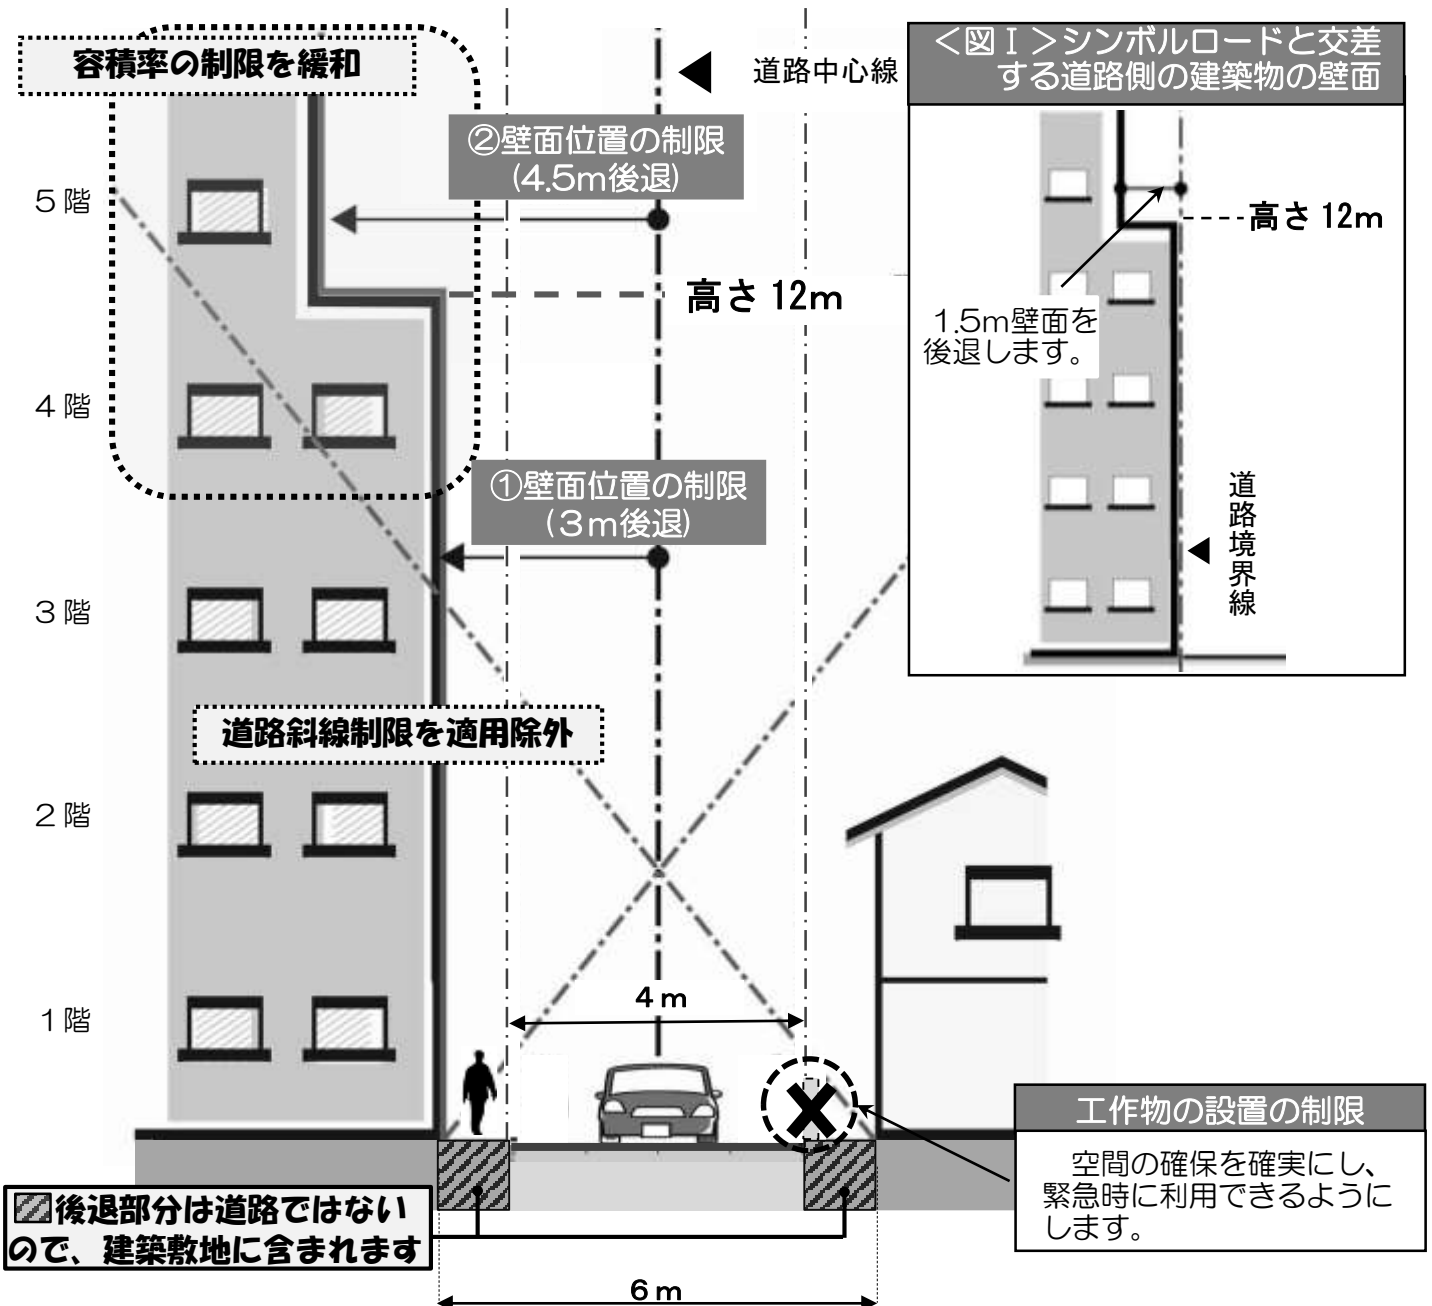 容積率の制限を緩和
道路中心線
②壁面位置の制限
(4.5m後退)
5階
高さ 12m
4階
①壁面位置の制限
(3m後退)
3階
道路斜線制限を適用除外
2階
4m
1階
後退部分は道路ではない
ので、建築敷地に含まれます
6m
<図Ⅰ>シンボルロードと交差
する道路側の建築物の壁面
高さ 12m
1.5m壁面を
後退します。
道路境界線
工作物の設置の制限
空間の確保を確実にし、
緊急時に利用できるように
します。